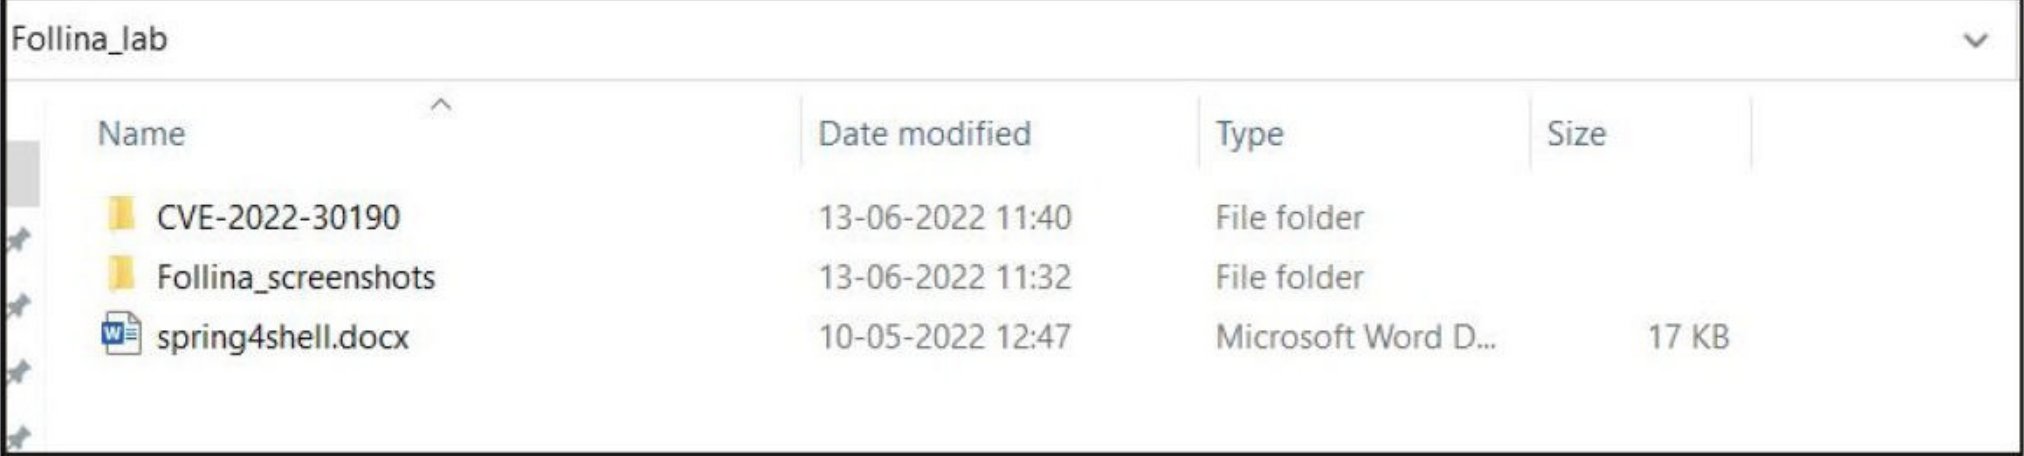 Follina_lab
Name Date modified Type Size
CVE-2022-30190 13-06-2022 11:40 File folder
Follina_screenshots 13-06-2022 11:32 File folder
spring4shell.docx 10-05-2022 12:47 Microsoft Word D... 17 KB